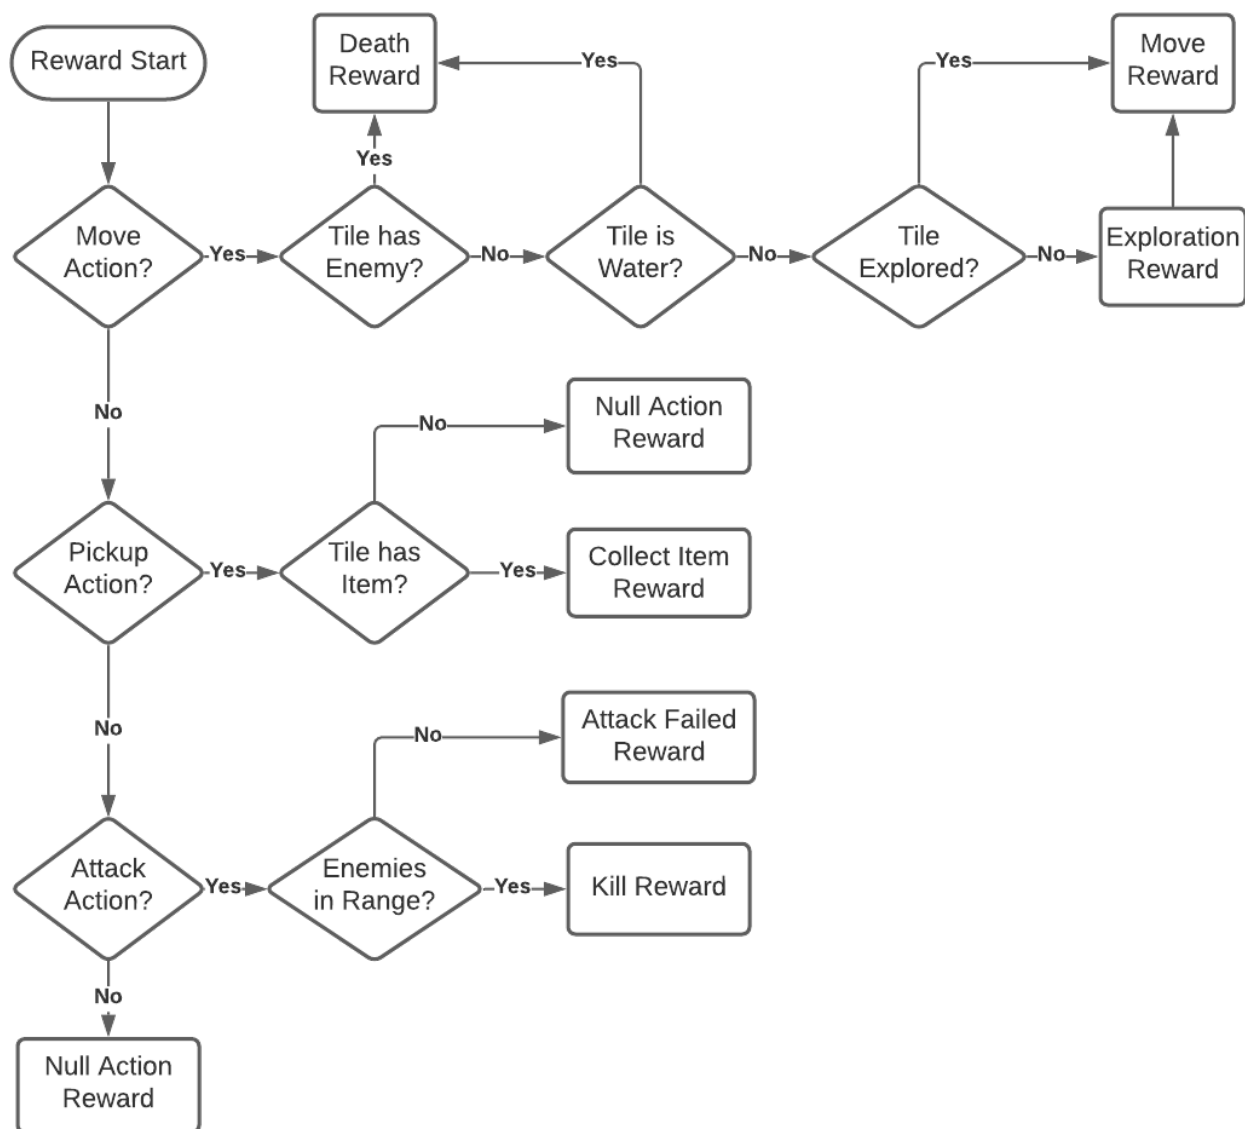 Reward Start
Death
Reward
Yes
Yes
Move
Reward
Yes
Move
Action?
Yes
Tile has
Enemy?
No
Tile is
Water?
No
Tile
Explored?
No
Exploration
Reward
No
No
Null Action
Reward
Pickup
Action?
Yes
Tile has
Item?
Yes
Collect Item
Reward
No
No
Attack Failed
Reward
Attack
Action?
Yes
Enemies
in Range?
Yes
Kill Reward
No
Null Action
Reward